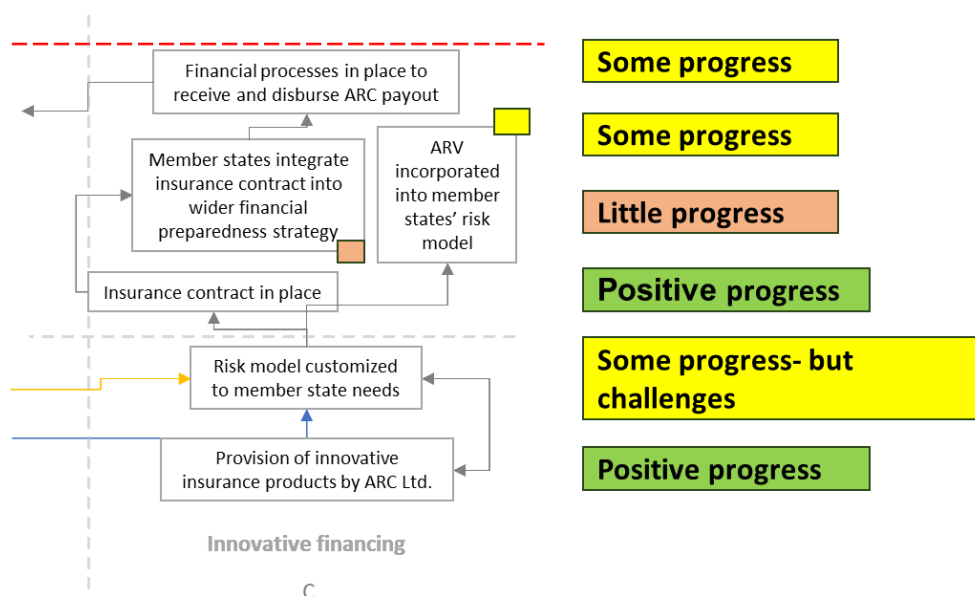 Financial processes in place to
receive and disburse ARC payout
Some progress
Member states integrate
insurance contract into
wider financial
preparedness strategy
ARV
incorporated
into member
states’ risk
model
Some progress
Little progress
Insurance contract in place
Positive progress
Risk model customized
to member state needs
Some progress- but
challenges
Provision of innovative
insurance products by ARC Ltd.
Positive progress
Innovative financing
C